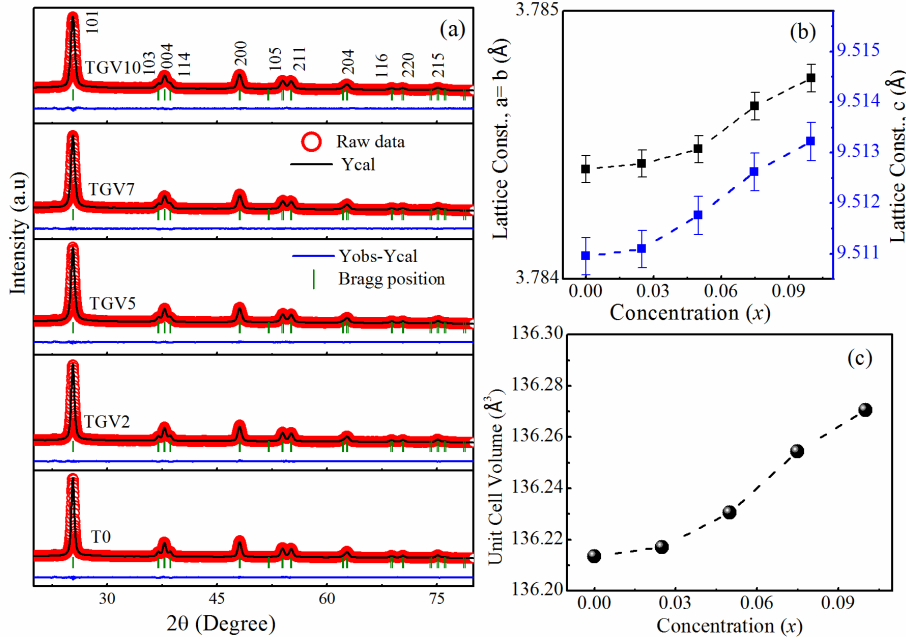 (a)
101
103
004
114
200
105
211
204
116
220
215
TGV10
Raw data
Ycal
TGV7
Yobs-Ycal
Bragg position
TGV5
TGV2
T0
Intensity (a.u)
30
45
60
75
2θ (Degree)
(b)
Lattice Const., a= b (Å)
3.785
3.784
9.515
9.514
9.513
9.512
9.511
Lattice Const., c (Å)
0.00
0.03
0.06
0.09
Concentration (x)
(c)
Unit Cell Volume (Å³)
136.30
136.28
136.26
136.24
136.22
136.20
0.00
0.03
0.06
0.09
Concentration (x)